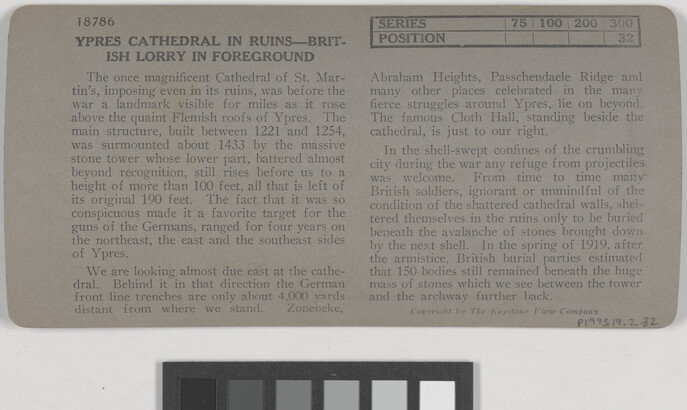 18786
YPRES CATHEDRAL IN RUINS—BRIT-
ISH LORRY IN FOREGROUND
The once magnificent Cathedral of St. Mar-
tin's, imposing even in its ruins, was before the
war a landmark visible for miles as it rose
above the quaint Flemish roofs of Ypres. The
main structure, built between 1221 and 1254,
was surmounted about 1433 by the massive
stone tower whose lower part, battered almost
beyond recognition, still rises before us to a
height of more than 100 feet, all that is left of
its original 190 feet. The fact that it was so
conspicuous made it a favorite target for the
guns of the Germans, ranged for four years on
the northeast, the east and the southeast sides
of Ypres.
We are looking almost due east at the cathe-
dral. Behind it in that direction the German
front line trenches are only about 4,000 yards
distant from where we stand. Zonebeke,
SERIES 75 100 200 300
POSITION 32
Abraham Heights, Passchendaele Ridge and
many other places celebrated in the many
fierce struggles around Ypres, lie on beyond.
The famous Cloth Hall, standing beside the
cathedral, is just to our right.
In the shell-swept confines of the crumbling
city during the war any refuge from projectiles
was welcome. From time to time many
British soldiers, ignorant or unmindful of the
condition of the shattered cathedral walls, shel-
tered themselves in the ruins only to be buried
beneath the avalanche of stones brought down
by the next shell. In the spring of 1919, after
the armistice, British burial parties estimated
that 150 bodies still remained beneath the huge
mass of stones which we see between the tower
and the archway further back.
Copyright by The Keystone View Company
P1995.19.2.32